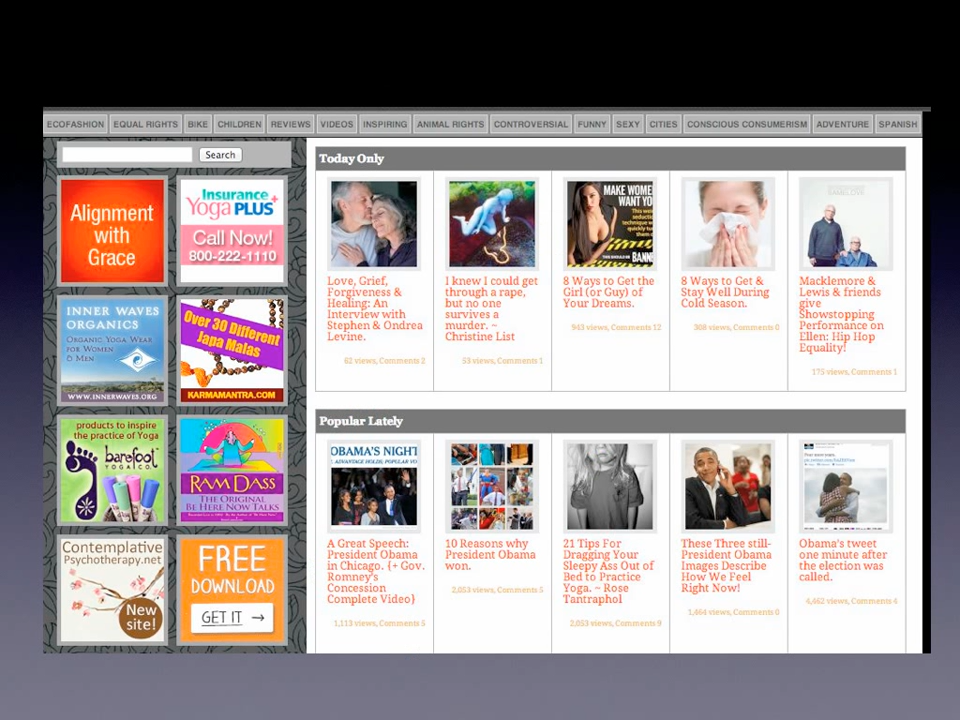 ECOFASHION EQUAL RIGHTS BIKE CHILDREN REVIEWS VIDEOS INSPIRING ANIMAL RIGHTS CONTROVERSIAL FUNNY SEXY CITIES CONSCIOUS CONSUMERISM ADVENTURE SPANISH
Search
Alignment
with
Grace
Insurance
Yoga PLUS+
Call Now!
800-222-1110
INNER WAVES
ORGANICS
ORGANIC YOGA WEAR
FOR WOMEN
& MEN
WWW.INNERWAVES.ORG
Over 30 Different
Japa Malas
KARMAMANTRA.COM
products to inspire
the practice of Yoga
barefoot
YOGA CO.
RAM DASS
THE ORIGINAL
BE HERE NOW TALKS
Contemplative
Psychotherapy.net
New
site!
FREE
DOWNLOAD
GET IT →
Today Only
Love, Grief,
Forgiveness &
Healing: An
Interview with
Stephen & Ondrea
Levine.
62 views, Comments 2
I knew I could get
through a rape,
but no one
survives a
murder. ~
Christine List
53 views, Comments 1
MAKE WOMEN
WANT YO
BANNE
8 Ways to Get the
Girl (or Guy) of
Your Dreams.
943 views, Comments 12
8 Ways to Get &
Stay Well During
Cold Season.
308 views, Comments 0
Macklemore &
Lewis & friends
give
Showstopping
Performance on
Ellen: Hip Hop
Equality!
175 views, Comments 1
Popular Lately
OBAMA'S NIGHT
A Great Speech:
President Obama
in Chicago. {+ Gov.
Romney's
Concession
Complete Video}
1,113 views, Comments 5
10 Reasons why
President Obama
won.
2,053 views, Comments 5
21 Tips For
Dragging Your
Sleepy Ass Out of
Bed to Practice
Yoga. ~ Rose
Tantraphol
2,053 views, Comments 9
These Three still-
President Obama
Images Describe
How We Feel
Right Now!
1,464 views, Comments 0
Obama's tweet
one minute after
the election was
called.
4,462 views, Comments 4